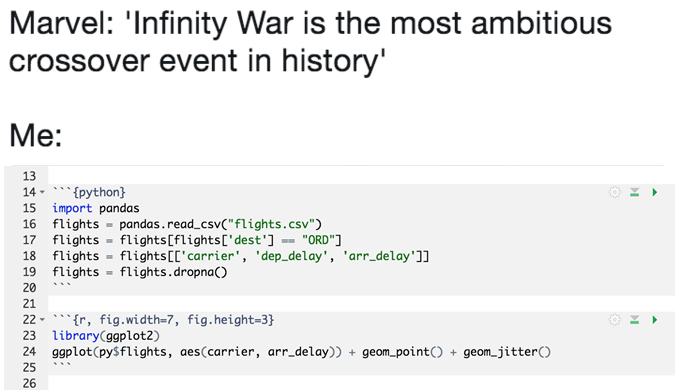 Marvel: 'Infinity War is the most ambitious
crossover event in history'
Me:
13
14 ```{python}
15 import pandas
16 flights = pandas.read_csv("flights.csv")
17 flights = flights[flights['dest'] == "ORD"]
18 flights = flights[['carrier', 'dep_delay', 'arr_delay']]
19 flights = flights.dropna()
20 ```
21
22 ```{r, fig.width=7, fig.height=3}
23 library(ggplot2)
24 ggplot(py$flights, aes(carrier, arr_delay)) + geom_point() + geom_jitter()
25 ```
26